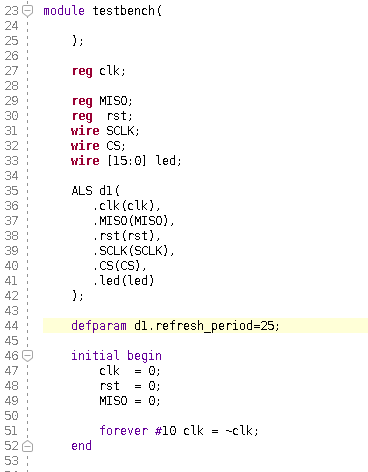 23 module testbench(
24
25     );
26
27     reg clk;
28
29     reg MISO;
30     reg  rst;
31     wire SCLK;
32     wire CS;
33     wire [15:0] led;
34
35     ALS d1(
36        .clk(clk),
37        .MISO(MISO),
38        .rst(rst),
39        .SCLK(SCLK),
40        .CS(CS),
41        .led(led)
42     );
43
44     defparam d1.refresh_period=25;
45
46     initial begin
47         clk  = 0;
48         rst  = 0;
49         MISO = 0;
50
51         forever #10 clk = ~clk;
52     end
53